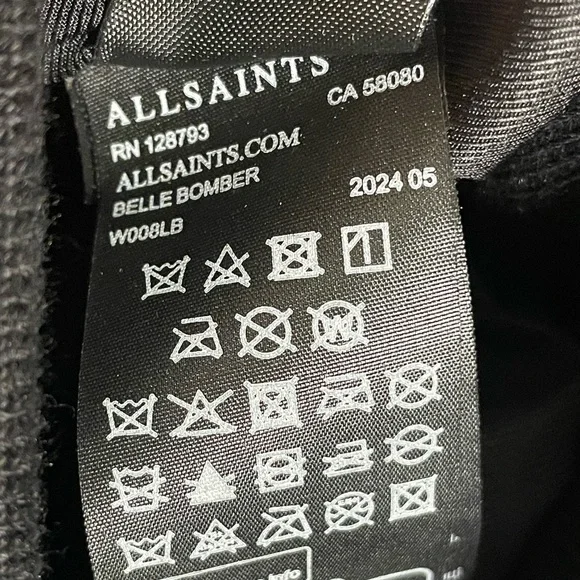 ALLSAINTS
RN 128793 CA 58080
ALLSAINTS.COM
BELLE BOMBER 2024 05
W008LB